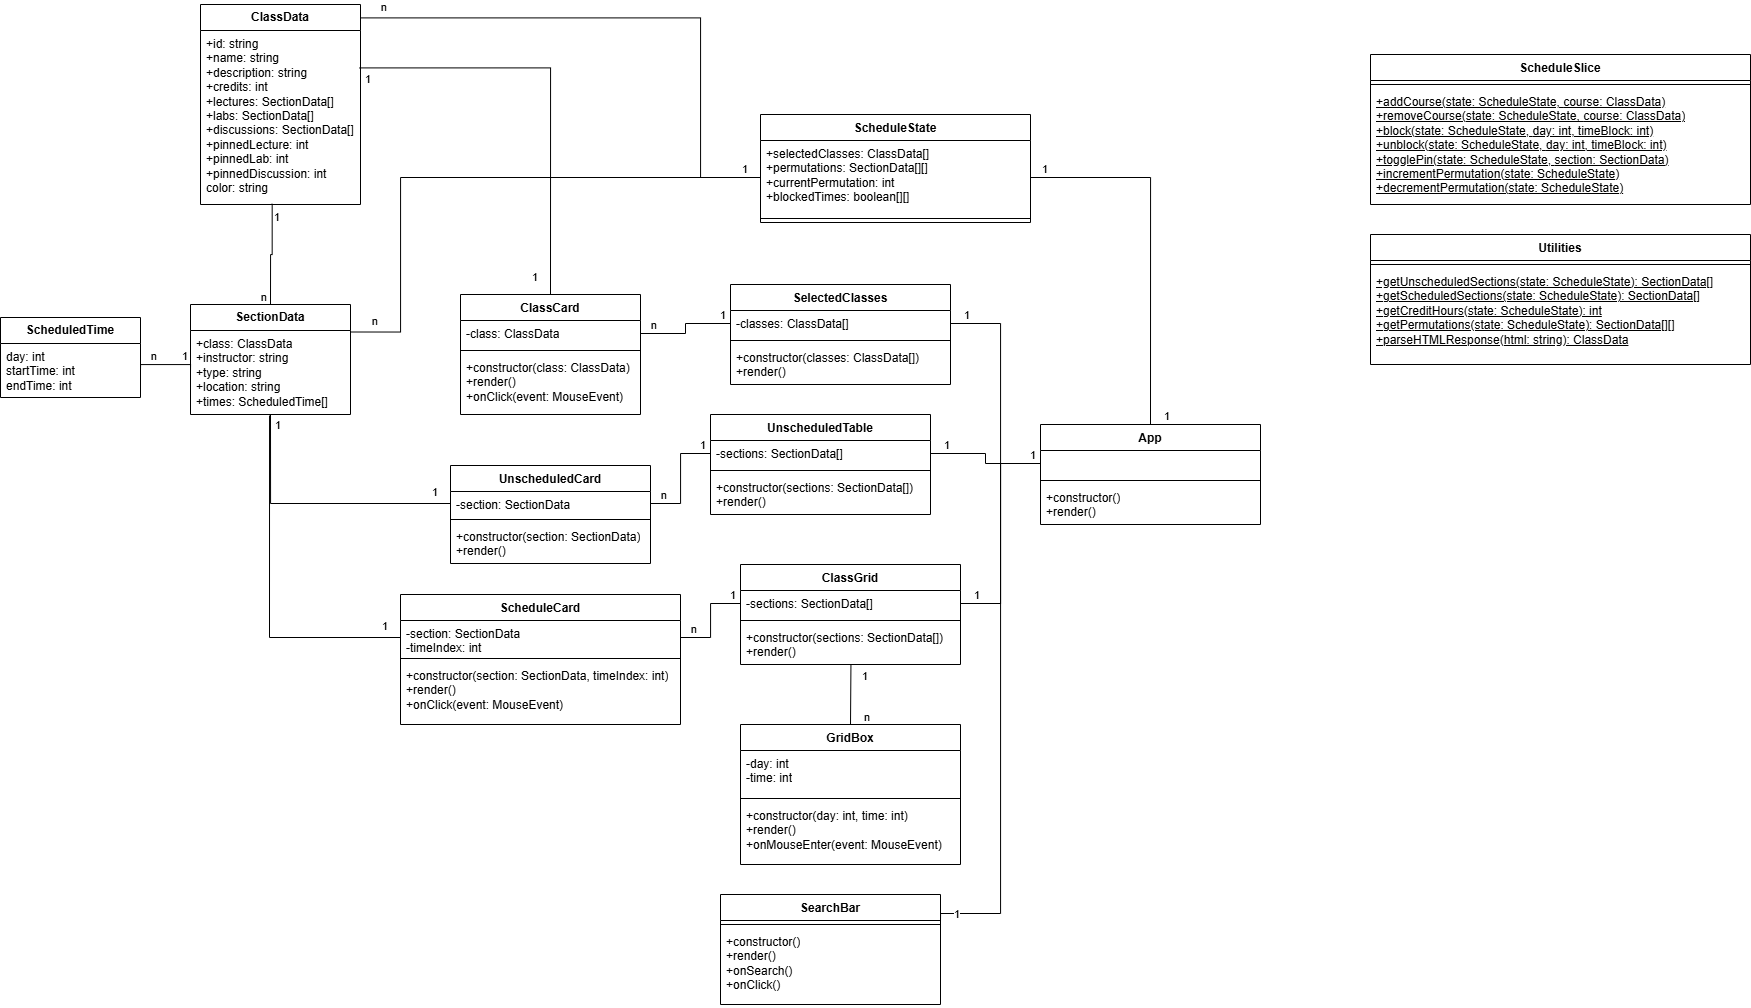 ClassData
+id: string
+name: string
+description: string
+credits: int
+lectures: SectionData[]
+labs: SectionData[]
+discussions: SectionData[]
+pinnedLecture: int
+pinnedLab: int
+pinnedDiscussion: int
color: string
n
1
1
n
ScheduleState
+selectedClasses: ClassData[]
+permutations: SectionData[][]
+currentPermutation: int
+blockedTimes: boolean[][]
1
1
ScheduleSlice
+addCourse(state: ScheduleState, course: ClassData)
+removeCourse(state: ScheduleState, course: ClassData)
+block(state: ScheduleState, day: int, timeBlock: int)
+unblock(state: ScheduleState, day: int, timeBlock: int)
+togglePin(state: ScheduleState, section: SectionData)
+incrementPermutation(state: ScheduleState)
+decrementPermutation(state: ScheduleState)
Utilities
+getUnscheduledSections(state: ScheduleState): SectionData[]
+getScheduledSections(state: ScheduleState): SectionData[]
+getCreditHours(state: ScheduleState): int
+getPermutations(state: ScheduleState): SectionData[][]
+parseHTMLResponse(html: string): ClassData
ScheduledTime
day: int
startTime: int
endTime: int
n
1
SectionData
+class: ClassData
+instructor: string
+type: string
+location: string
+times: ScheduledTime[]
n
1
1
ClassCard
-class: ClassData
+constructor(class: ClassData)
+render()
+onClick(event: MouseEvent)
n
1
SelectedClasses
-classes: ClassData[]
+constructor(classes: ClassData[])
+render()
1
1
UnscheduledCard
-section: SectionData
+constructor(section: SectionData)
+render()
n
1
UnscheduledTable
-sections: SectionData[]
+constructor(sections: SectionData[])
+render()
1
1
1
App
+constructor()
+render()
1
ScheduleCard
-section: SectionData
-timeIndex: int
+constructor(section: SectionData, timeIndex: int)
+render()
+onClick(event: MouseEvent)
n
1
ClassGrid
-sections: SectionData[]
+constructor(sections: SectionData[])
+render()
1
1
n
GridBox
-day: int
-time: int
+constructor(day: int, time: int)
+render()
+onMouseEnter(event: MouseEvent)
SearchBar
+constructor()
+render()
+onSearch()
+onClick()
1